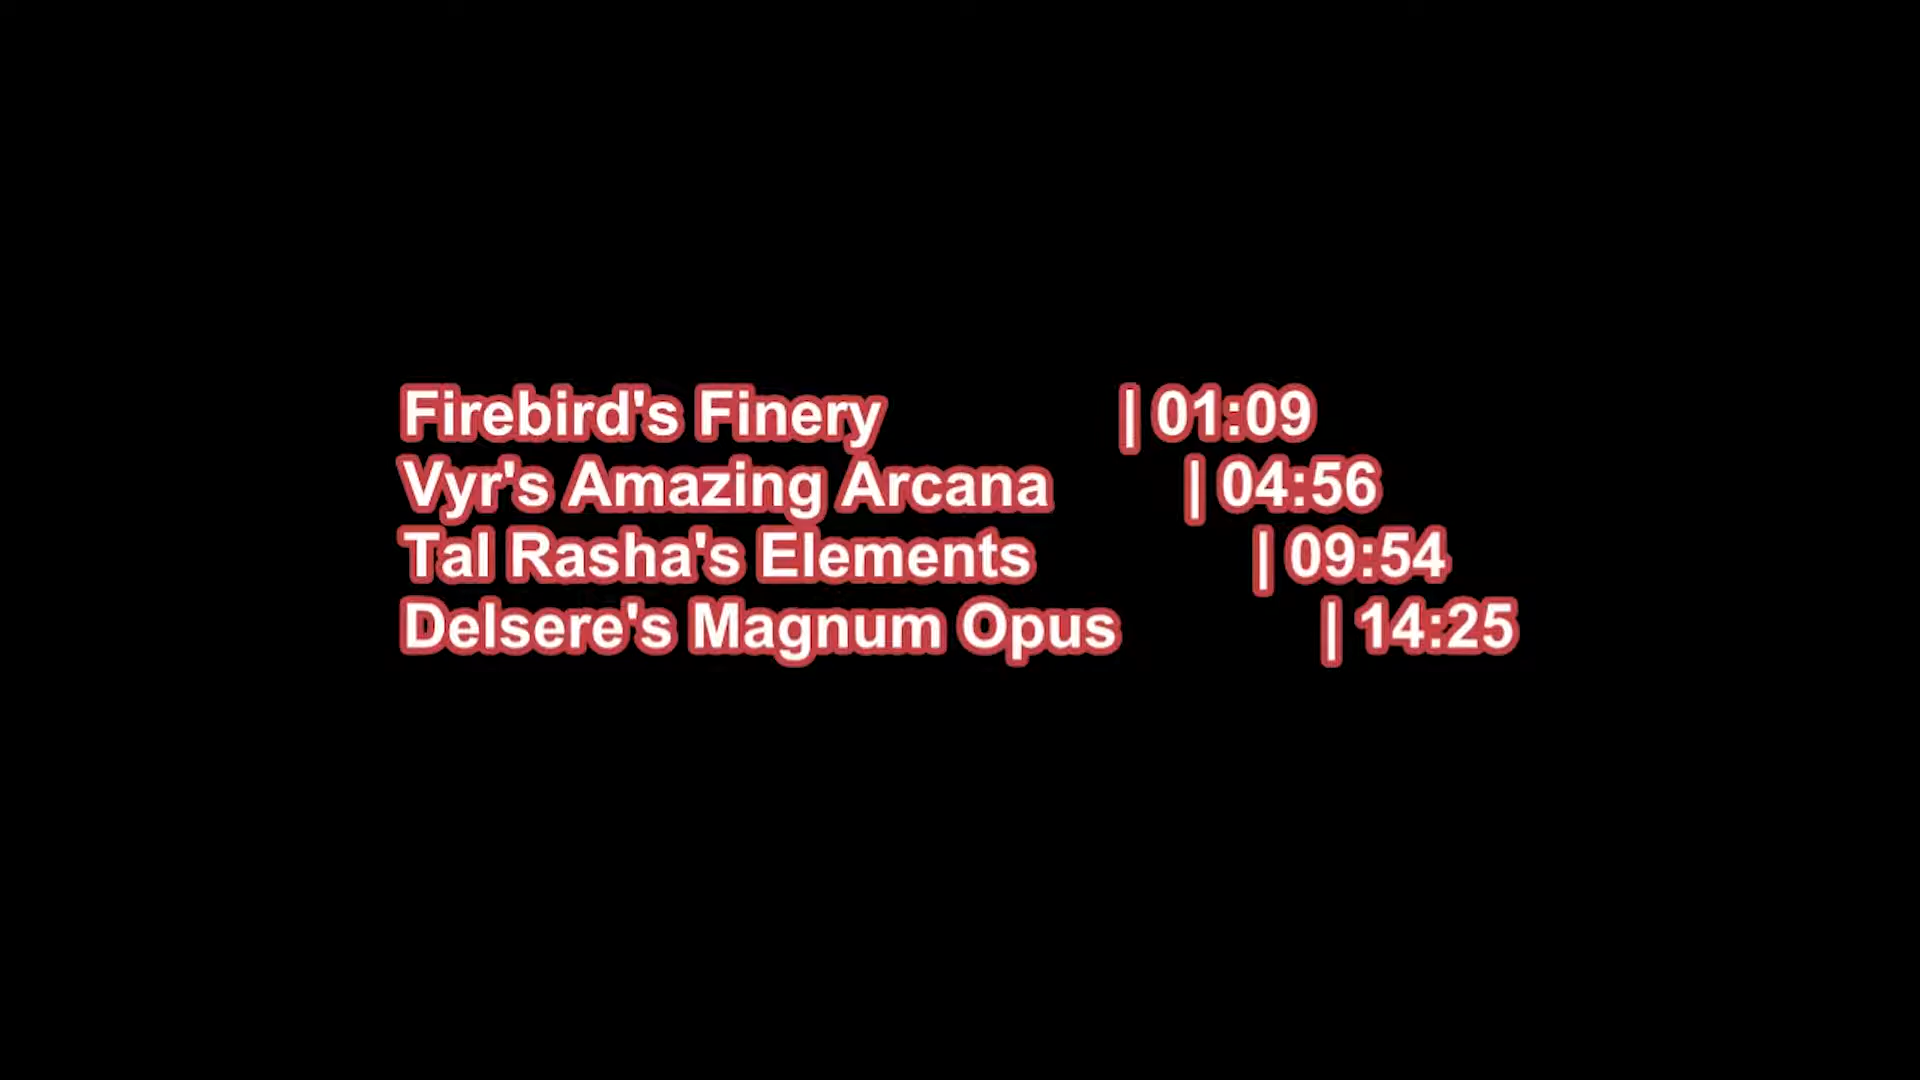 Firebird's Finery | 01:09
Vyr's Amazing Arcana | 04:56
Tal Rasha's Elements | 09:54
Delsere's Magnum Opus | 14:25